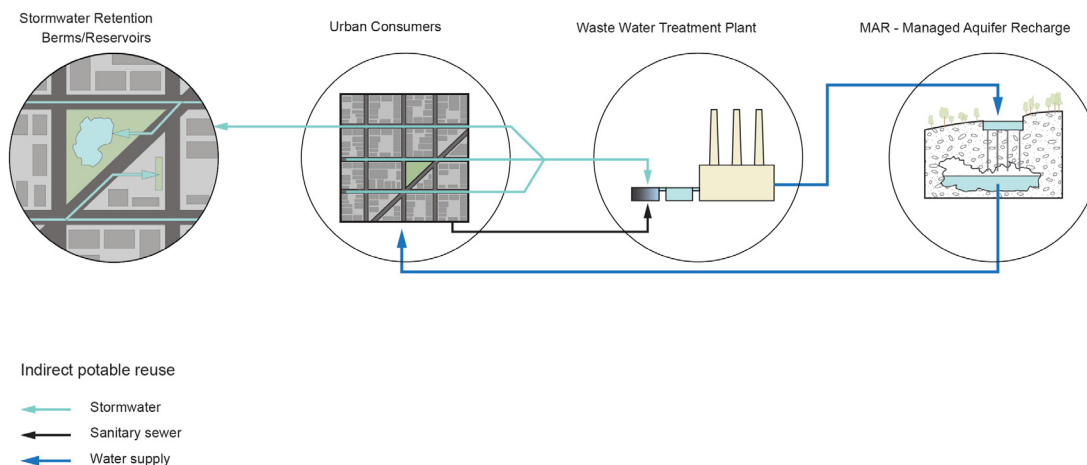 Stormwater Retention
Berms/Reservoirs
Urban Consumers
Waste Water Treatment Plant
MAR - Managed Aquifer Recharge
Indirect potable reuse
Stormwater
Sanitary sewer
Water supply